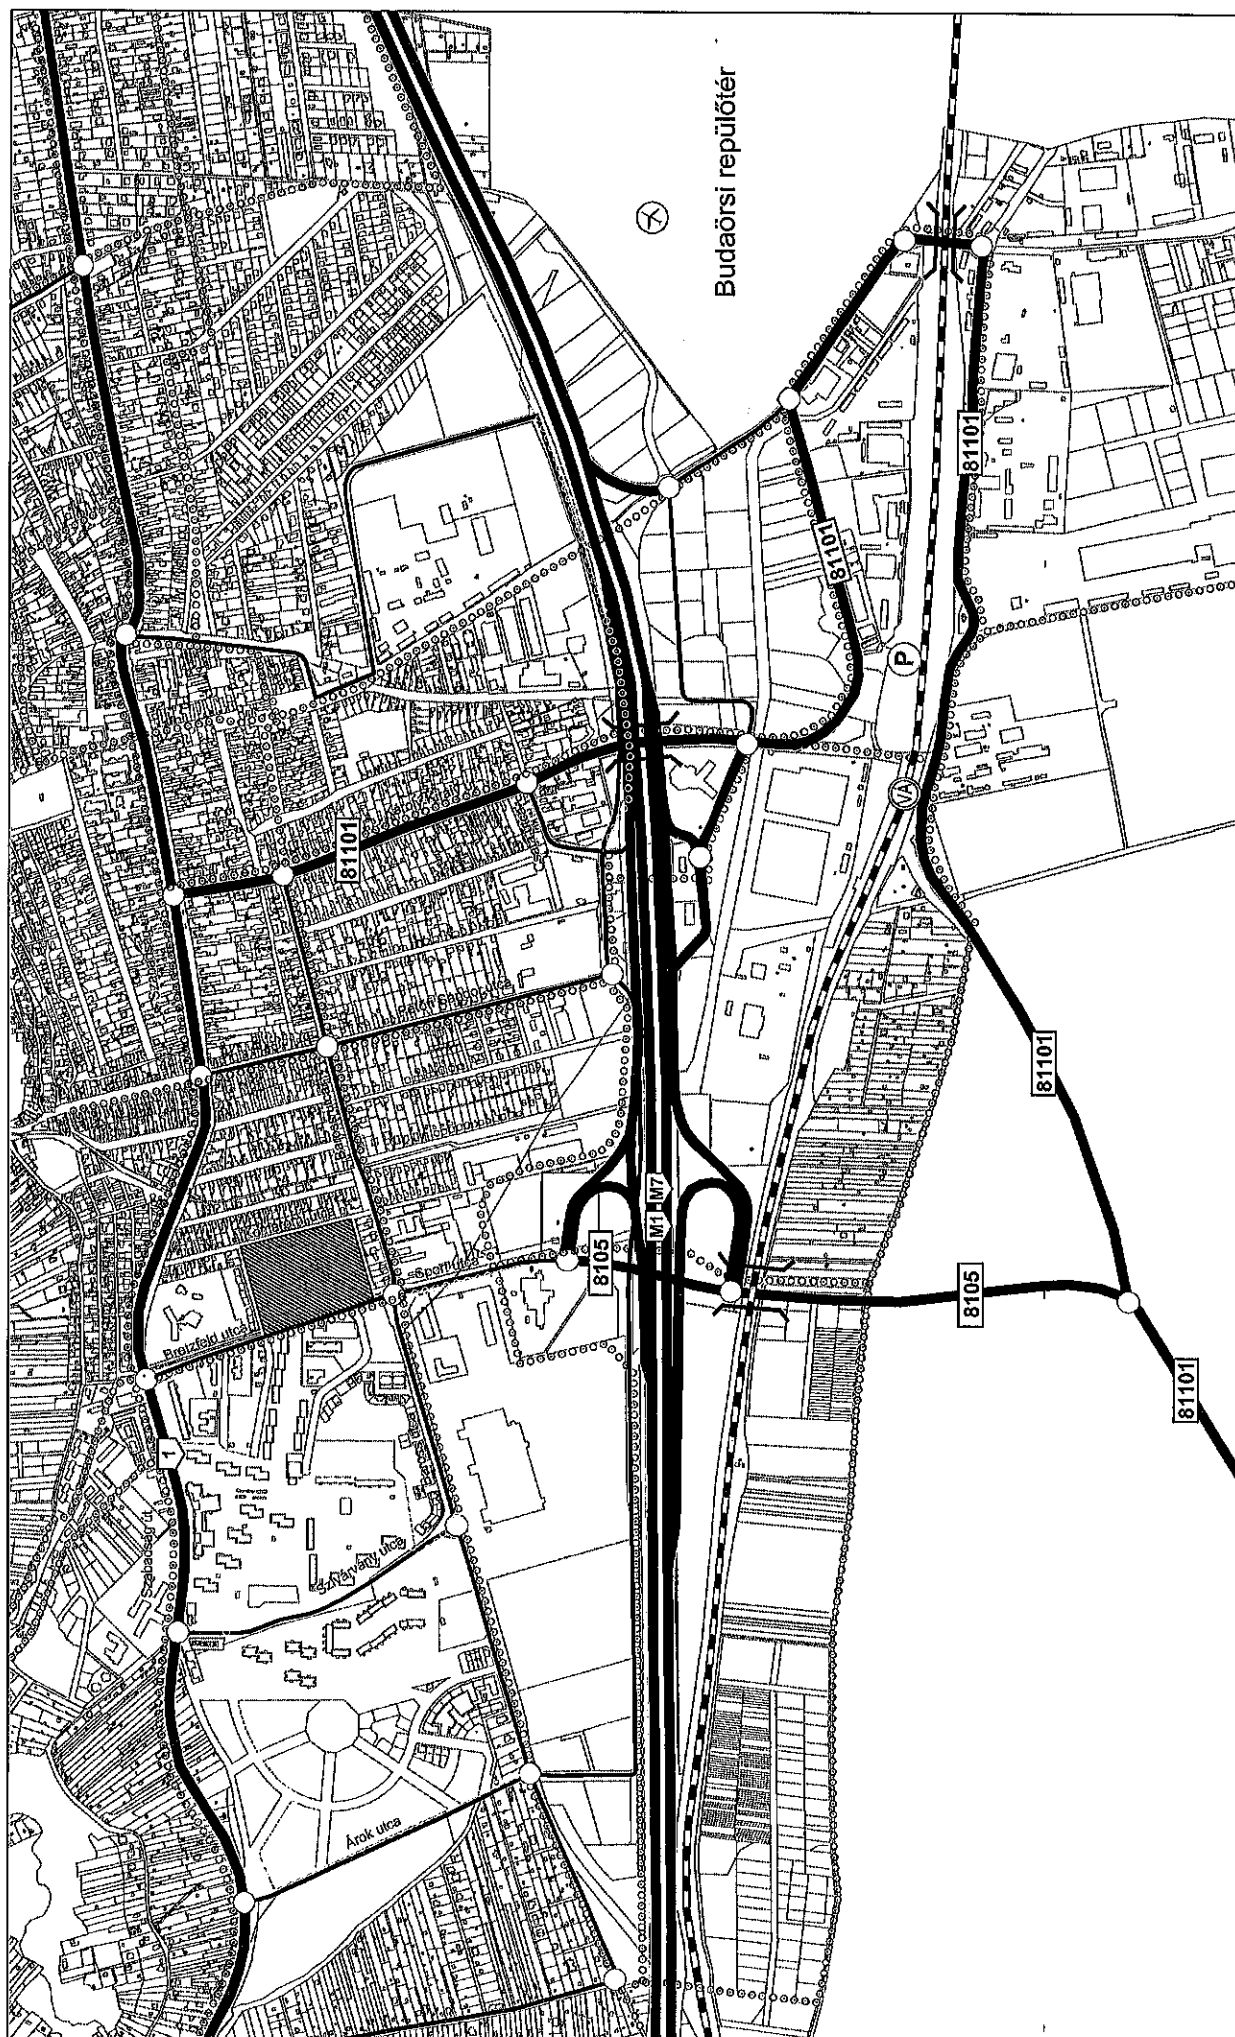 Budaörsi repülőtér
81101
81101
P
VA
81101
81101
M1 -M7
8105
Sport utca
8105
Bretzfeld utca
81101
1
Szabadság út
Szivárvány utca
Árok utca